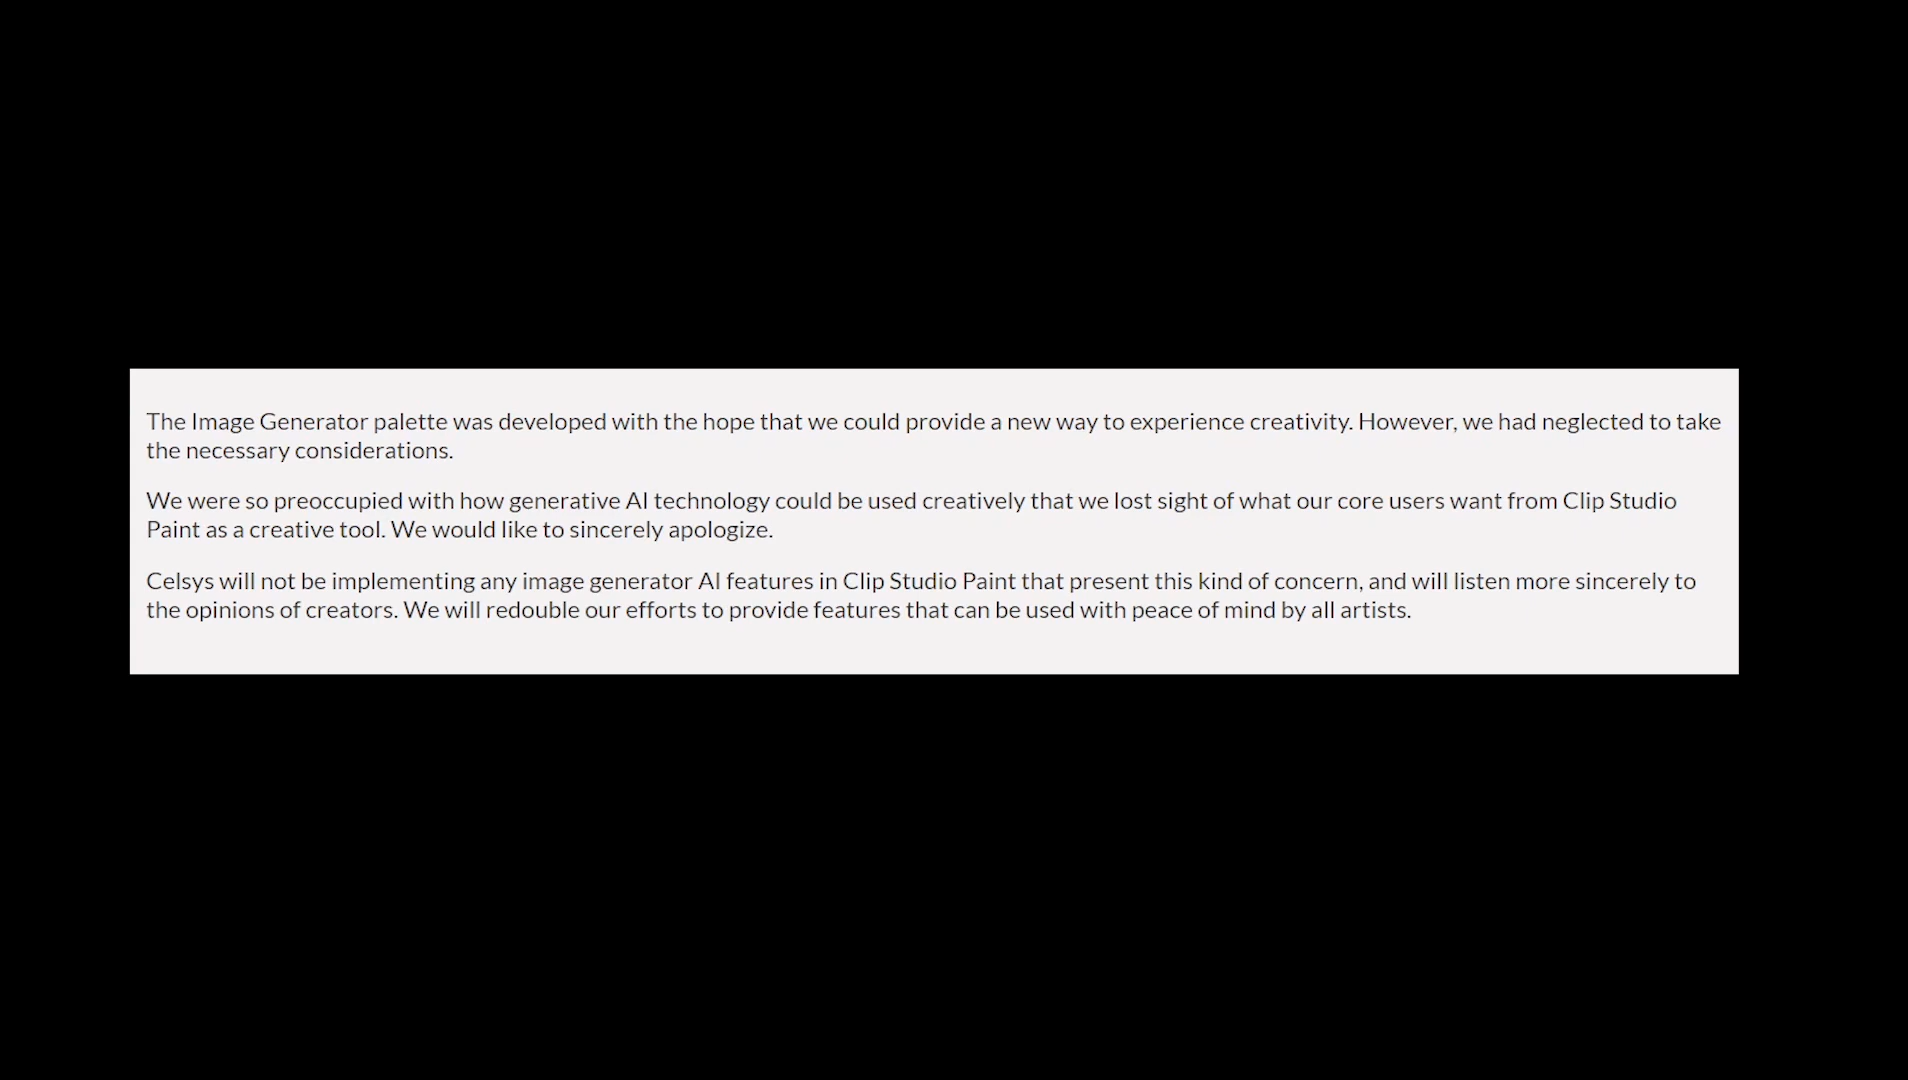 The Image Generator palette was developed with the hope that we could provide a new way to experience creativity. However, we had neglected to take
the necessary considerations.
We were so preoccupied with how generative AI technology could be used creatively that we lost sight of what our core users want from Clip Studio
Paint as a creative tool. We would like to sincerely apologize.
Celsys will not be implementing any image generator AI features in Clip Studio Paint that present this kind of concern, and will listen more sincerely to
the opinions of creators. We will redouble our efforts to provide features that can be used with peace of mind by all artists.